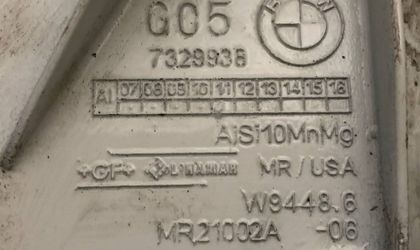 G05
7329938
Al 07 08 09 10 11 12 13 14 15 16
AlSi10MnMg
+GF+ LINAMAR MR / USA
W9448.6
MR21002A -06